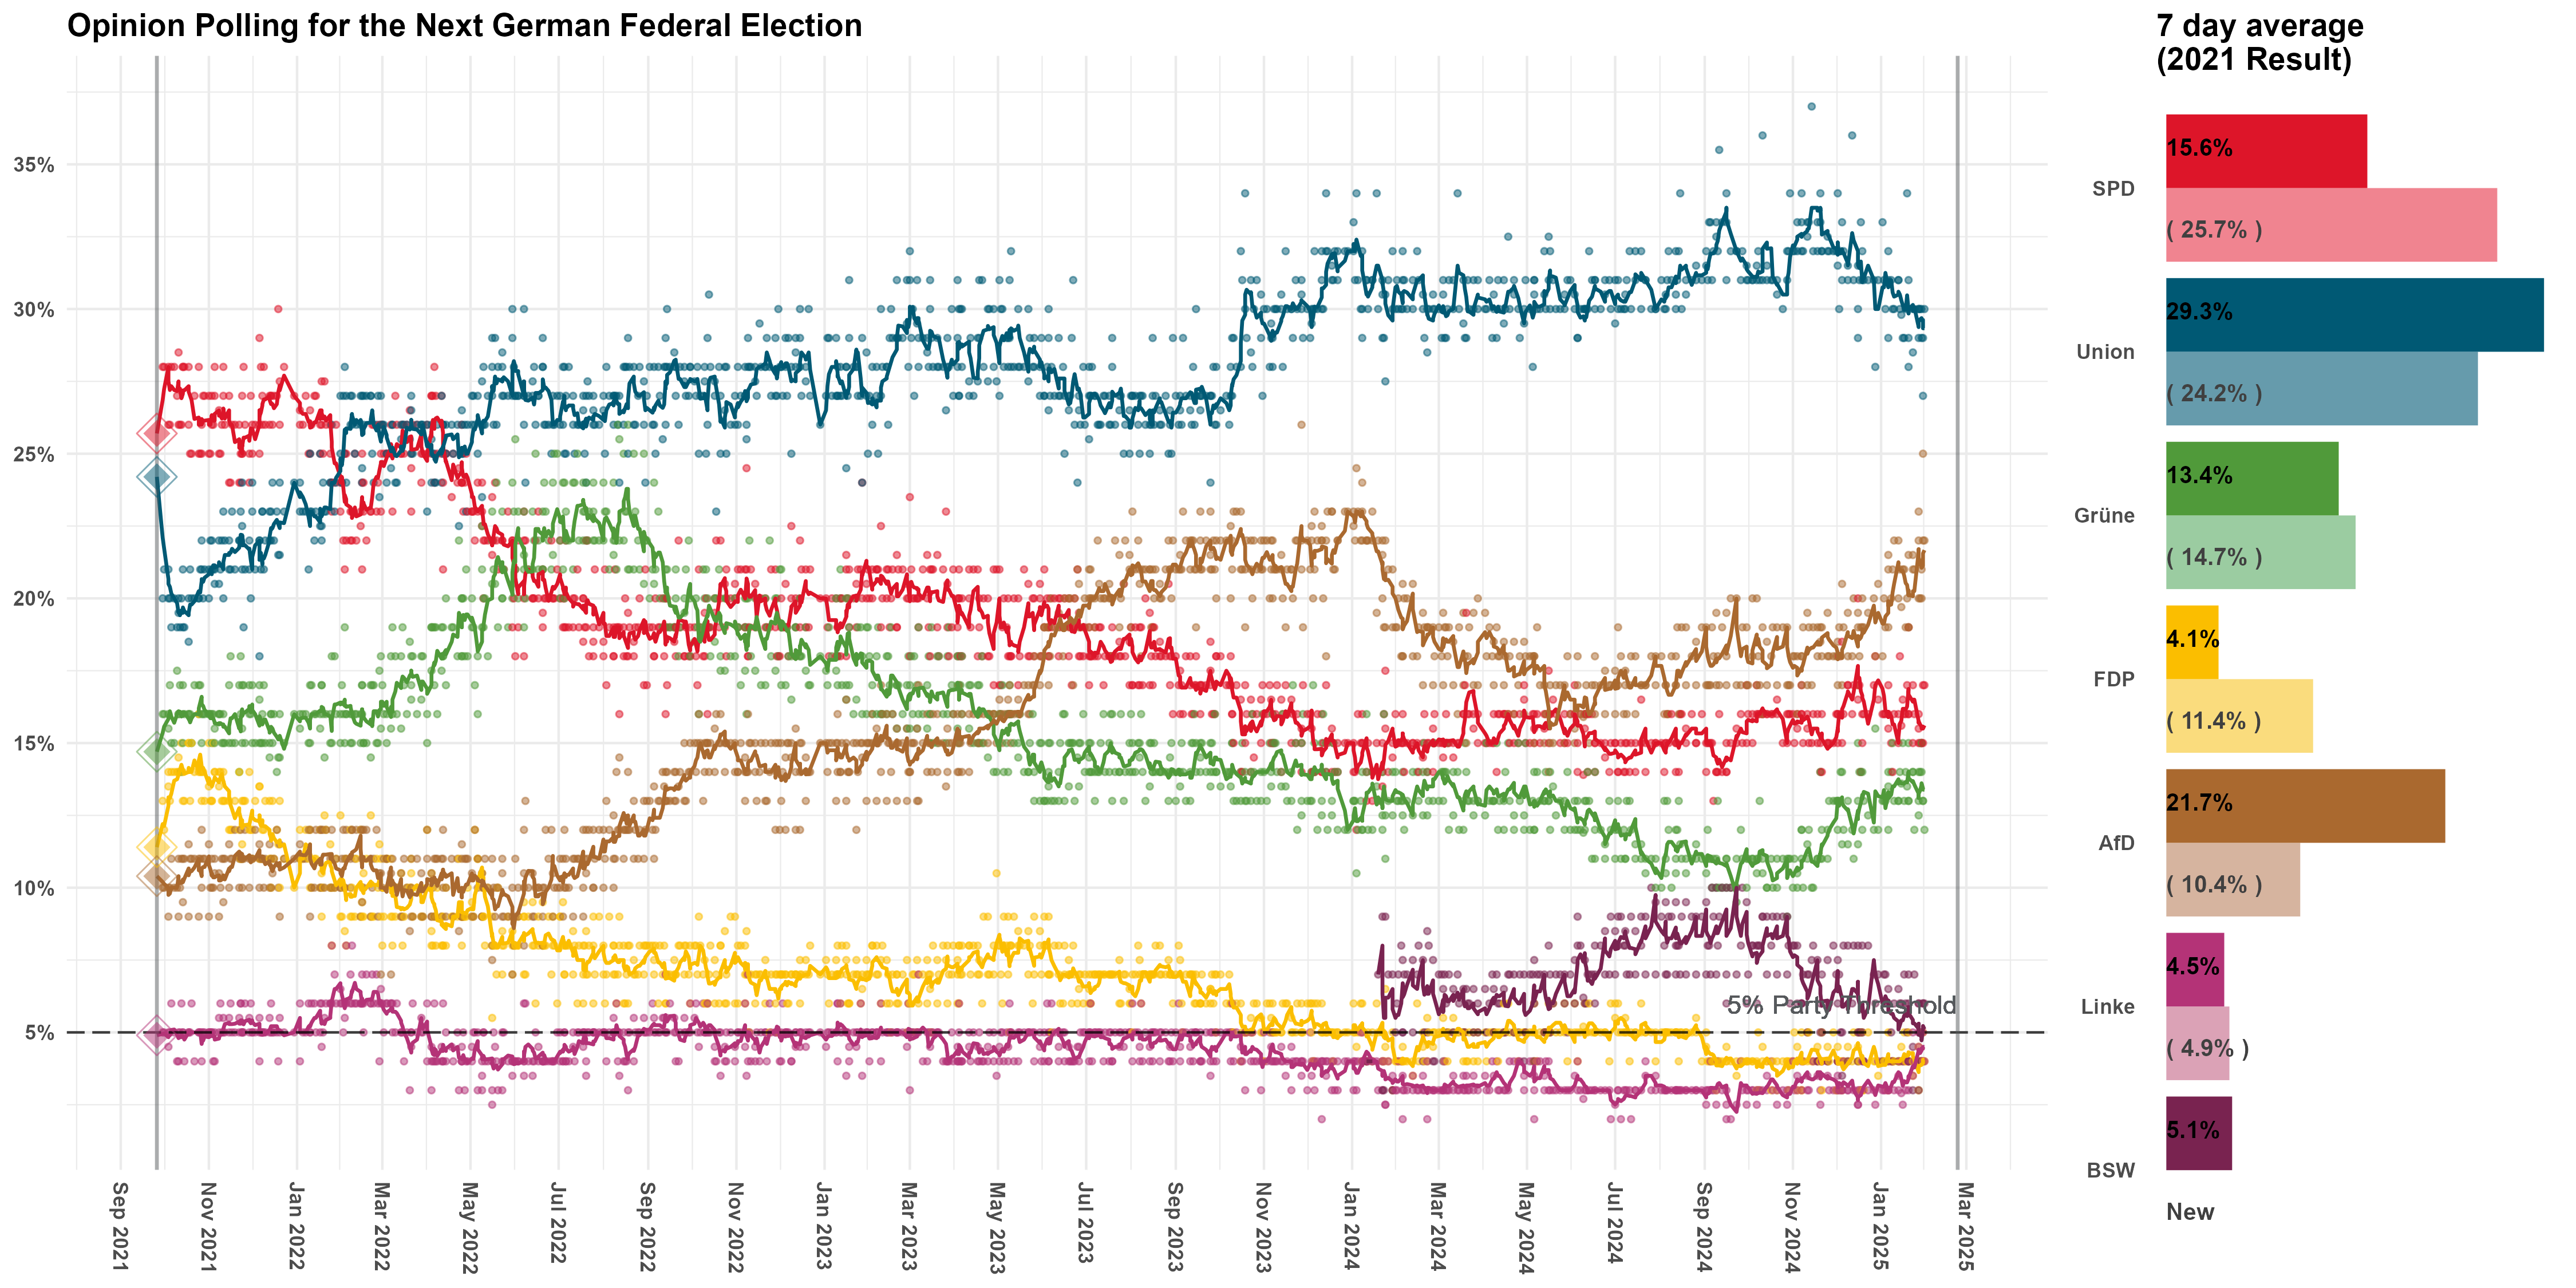 Opinion Polling for the Next German Federal Election
7 day average
(2021 Result)
35%
30%
25%
20%
15%
10%
5%
5% Party Threshold
Sep 2021
Nov 2021
Jan 2022
Mar 2022
May 2022
Jul 2022
Sep 2022
Nov 2022
Jan 2023
Mar 2023
May 2023
Jul 2023
Sep 2023
Nov 2023
Jan 2024
Mar 2024
May 2024
Jul 2024
Sep 2024
Nov 2024
Jan 2025
Mar 2025
15.6%
SPD
( 25.7% )
29.3%
Union
( 24.2% )
13.4%
Grüne
( 14.7% )
4.1%
FDP
( 11.4% )
21.7%
AfD
( 10.4% )
4.5%
Linke
( 4.9% )
5.1%
BSW
New